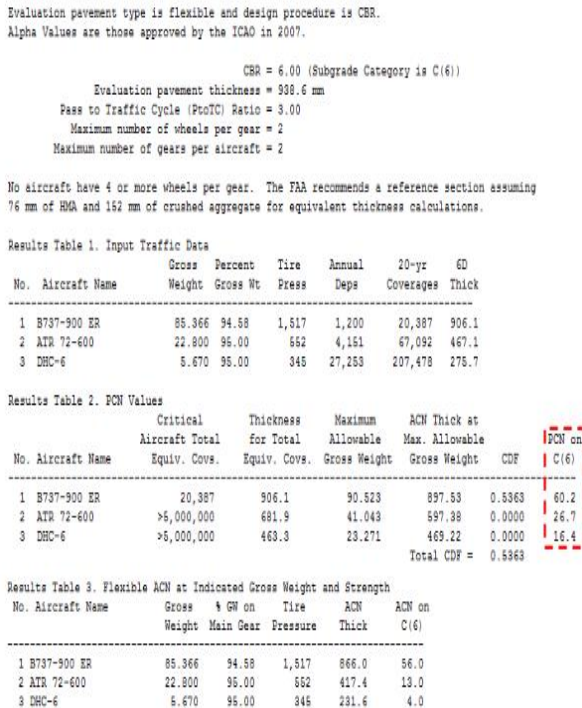 Evaluation pavement type is flexible and design procedure is CBR.
Alpha Values are those approved by the ICAO in 2007.
CBR = 6.00 (Subgrade Category is C(6))
Evaluation pavement thickness = 938.6 mm
Pass to Traffic Cycle (PtoTC) Ratio = 3.00
Maximum number of wheels per gear = 2
Maximum number of gears per aircraft = 2
No aircraft have 4 or more wheels per gear. The FAA recommends a reference section assuming
76 mm of HMA and 152 mm of crushed aggregate for equivalent thickness calculations.
Results Table 1. Input Traffic Data
Gross Percent Tire Annual 20-yr 6D
No. Aircraft Name Weight Gross Wt Press Deps Coverages Thick
1 B737-900 ER 85.366 94.58 1,517 1,200 20,387 906.1
2 ATR 72-600 22.800 95.00 552 4,151 67,092 467.1
3 DHC-6 5.670 95.00 345 27,253 207,478 275.7
Results Table 2. PCN Values
Critical Thickness Maximum ACN Thick at
Aircraft Total for Total Allowable Max. Allowable PCN on
No. Aircraft Name Equiv. Covs. Equiv. Covs. Gross Weight Gross Weight CDF C(6)
1 B737-900 ER 20,387 906.1 90.523 897.53 0.5363 60.2
2 ATR 72-600 >5,000,000 681.9 41.043 597.38 0.0000 26.7
3 DHC-6 >5,000,000 463.3 23.271 469.22 0.0000 16.4
Total CDF = 0.5363
Results Table 3. Flexible ACN at Indicated Gross Weight and Strength
No. Aircraft Name Gross % GW on Tire ACN ACN on
Weight Main Gear Pressure Thick C(6)
1 B737-900 ER 85.366 94.58 1,517 866.0 56.0
2 ATR 72-600 22.800 95.00 552 417.4 13.0
3 DHC-6 5.670 95.00 345 231.6 4.0